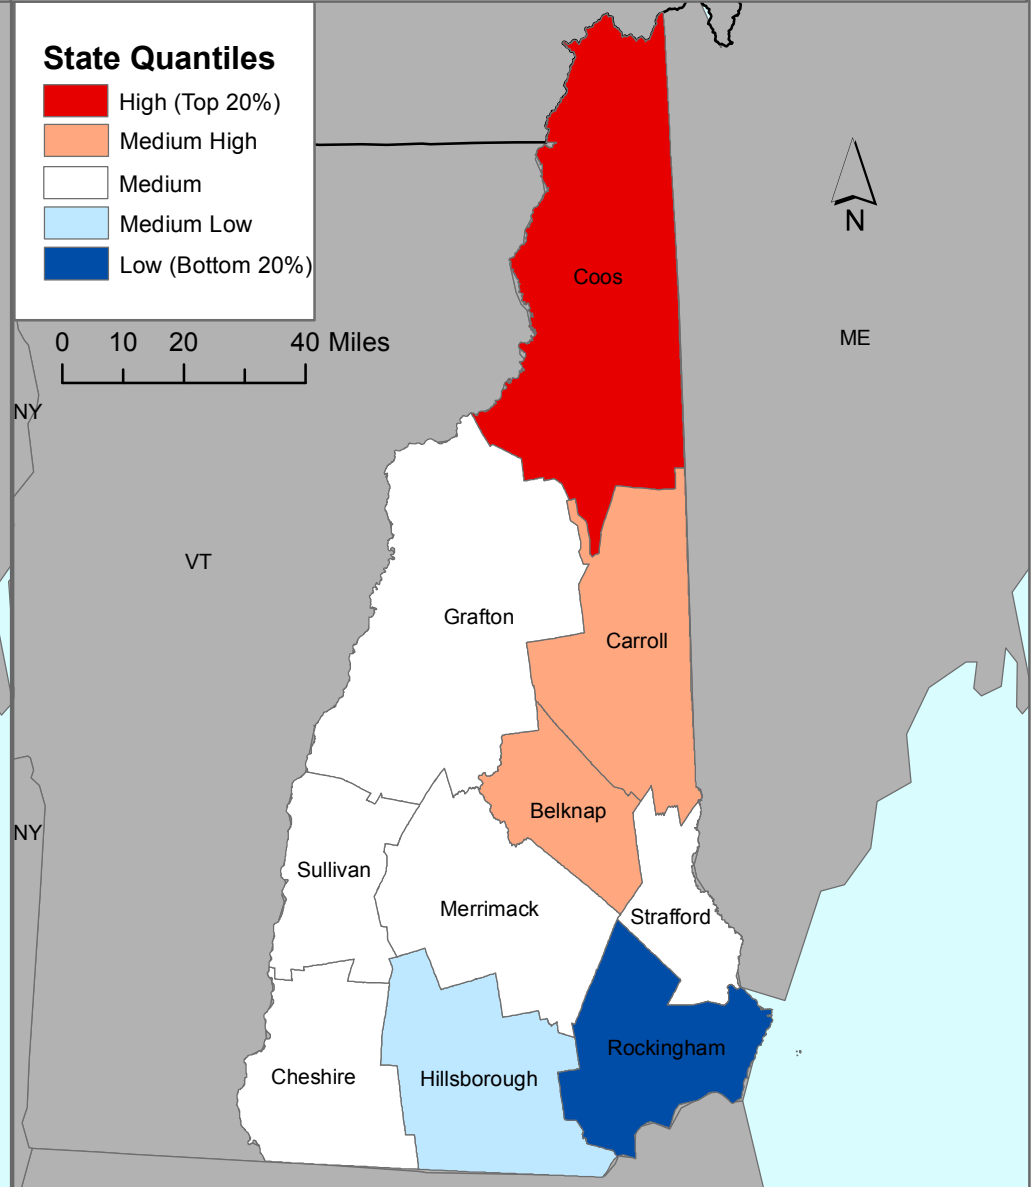 State Quantiles
High (Top 20%)
Medium High
Medium
Medium Low
Low (Bottom 20%)
0 10 20 40 Miles
N
Coos
ME
NY
VT
Grafton
Carroll
Belknap
NY
Sullivan
Merrimack
Strafford
Rockingham
Cheshire
Hillsborough